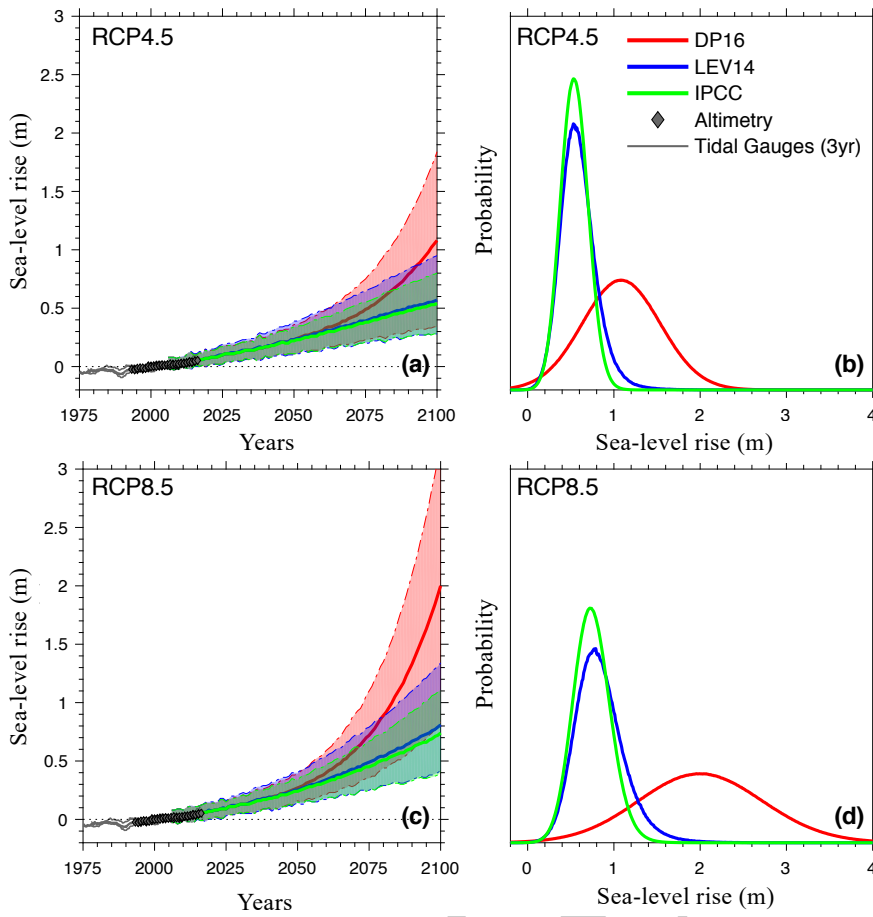 RCP4.5
3
2.5
2
1.5
1
0.5
0
Sea-level rise (m)
(a)
1975 2000 2025 2050 2075 2100
Years
RCP4.5
DP16
LEV14
IPCC
Altimetry
Tidal Gauges (3yr)
Probability
(b)
0 1 2 3 4
Sea-level rise (m)
RCP8.5
3
2.5
2
1.5
1
0.5
0
Sea-level rise (m)
(c)
1975 2000 2025 2050 2075 2100
Years
RCP8.5
Probability
(d)
0 1 2 3 4
Sea-level rise (m)